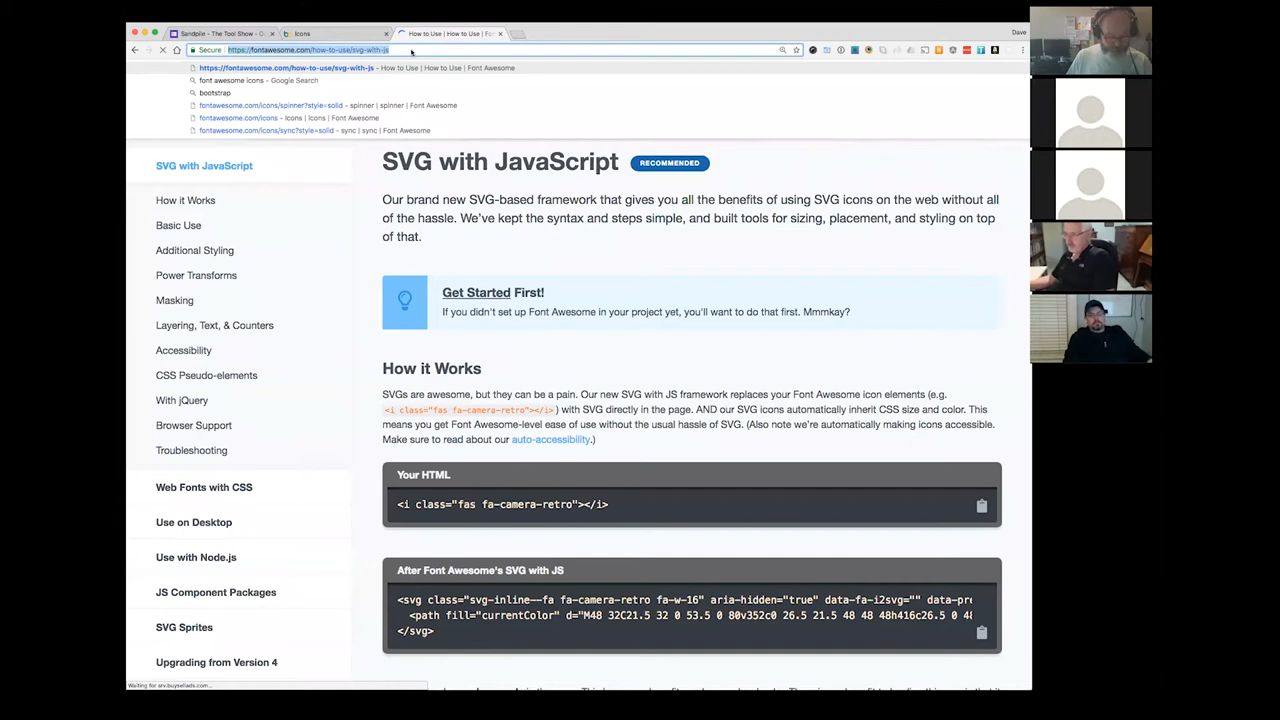 Sandpile - The Tool Show - O
Icons
How to Use | How to Use | Font
Dave
Secure
https://fontawesome.com/how-to-use/svg-with-js
https://fontawesome.com/how-to-use/svg-with-js - How to Use | How to Use | Font Awesome
font awesome icons - Google Search
bootstrap
fontawesome.com/icons/spinner?style=solid - spinner | spinner | Font Awesome
fontawesome.com/icons - Icons | Icons | Font Awesome
fontawesome.com/icons/sync?style=solid - sync | sync | Font Awesome
SVG with JavaScript
How it Works
Basic Use
Additional Styling
Power Transforms
Masking
Layering, Text, & Counters
Accessibility
CSS Pseudo-elements
With jQuery
Browser Support
Troubleshooting
Web Fonts with CSS
Use on Desktop
Use with Node.js
JS Component Packages
SVG Sprites
Upgrading from Version 4
SVG with JavaScript RECOMMENDED
Our brand new SVG-based framework that gives you all the benefits of using SVG icons on the web without all
of the hassle. We've kept the syntax and steps simple, and built tools for sizing, placement, and styling on top
of that.
Get Started First!
If you didn't set up Font Awesome in your project yet, you'll want to do that first. Mmmkay?
How it Works
SVGs are awesome, but they can be a pain. Our new SVG with JS framework replaces your Font Awesome icon elements (e.g.
<i class="fas fa-camera-retro"></i>) with SVG directly in the page. AND our SVG icons automatically inherit CSS size and color. This
means you get Font Awesome-level ease of use without the usual hassle of SVG. (Also note we're automatically making icons accessible.
Make sure to read about our auto-accessibility.)
Your HTML
<i class="fas fa-camera-retro"></i>
After Font Awesome's SVG with JS
<svg class="svg-inline--fa fa-camera-retro fa-w-16" aria-hidden="true" data-fa-i2svg="" data-pre
<path fill="currentColor" d="M48 32C21.5 32 0 53.5 0 80v352c0 26.5 21.5 48 48 48h416c26.5 0 48
</svg>
Waiting for srv.buysellads.com...